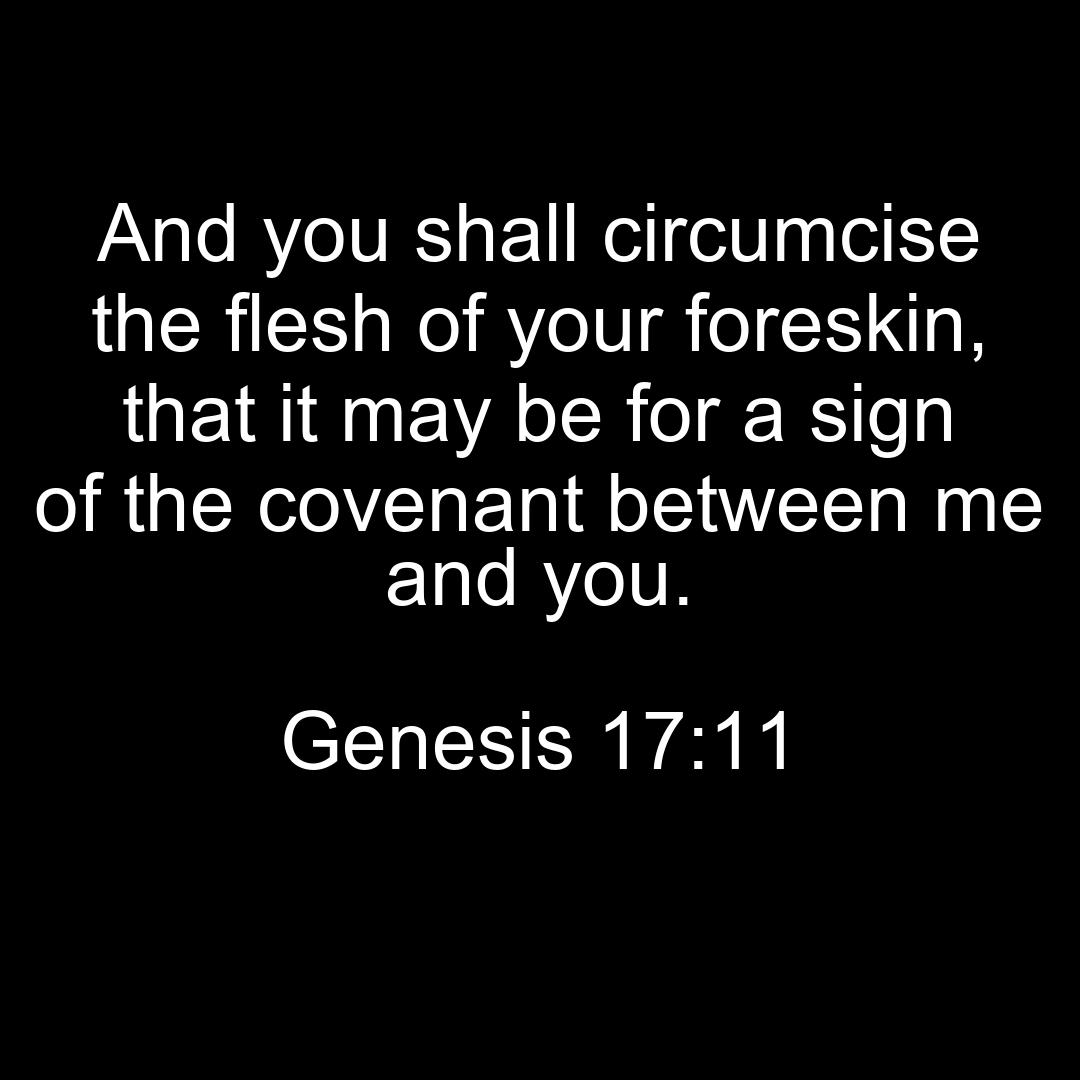 And you shall circumcise
the flesh of your foreskin,
that it may be for a sign
of the covenant between me
and you.
Genesis 17:11